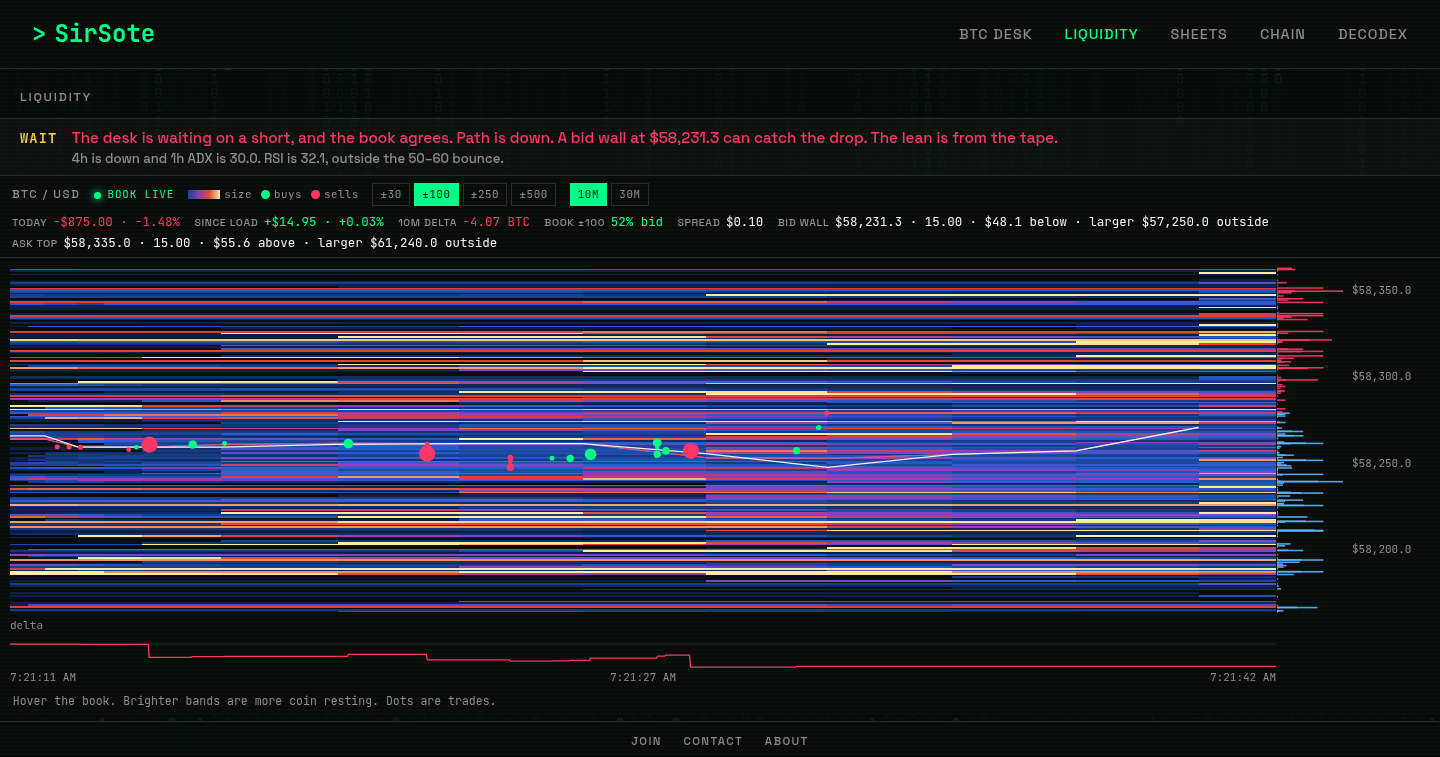 > SirSote
BTC DESK LIQUIDITY SHEETS CHAIN DECODEX
LIQUIDITY
WAIT The desk is waiting on a short, and the book agrees. Path is down. A bid wall at $58,231.3 can catch the drop. The lean is from the tape.
4h is down and 1h ADX is 30.0. RSI is 32.1, outside the 50–60 bounce.
BTC / USD BOOK LIVE size buys sells ±30 ±100 ±250 ±500 10M 30M
TODAY -$875.00 · -1.48% SINCE LOAD +$14.95 · +0.03% 10M DELTA -4.07 BTC BOOK ±100 52% bid SPREAD $0.10 BID WALL $58,231.3 · 15.00 · $48.1 below · larger $57,250.0 outside
ASK TOP $58,335.0 · 15.00 · $55.6 above · larger $61,240.0 outside
$58,350.0
$58,300.0
$58,250.0
$58,200.0
delta
7:21:11 AM 7:21:27 AM 7:21:42 AM
Hover the book. Brighter bands are more coin resting. Dots are trades.
JOIN CONTACT ABOUT